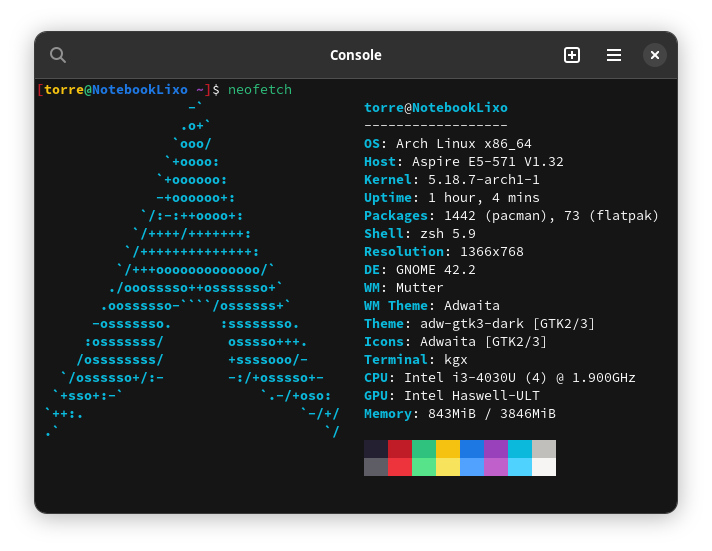 Console
[torre@NotebookLixo ~]$ neofetch
-`
.o+`
`ooo/
`+oooo:
`+oooooo:
-+oooooo+:
`/:-:++oooo+:
`/++++/+++++++:
`/++++++++++++++:
`/+++ooooooooooooo/`
./ooosssso++osssssso+`
.oossssso-````/ossssss+`
-osssssso.      :ssssssso.
:osssssss/        osssso+++.
/ossssssss/        +ssssooo/-
`/ossssso+/:-        -:/+osssso+-
`+sso+:-`                 `.-/+oso:
`++:.                           `-/+/
.`                                 `/
torre@NotebookLixo
------------------
OS: Arch Linux x86_64
Host: Aspire E5-571 V1.32
Kernel: 5.18.7-arch1-1
Uptime: 1 hour, 4 mins
Packages: 1442 (pacman), 73 (flatpak)
Shell: zsh 5.9
Resolution: 1366x768
DE: GNOME 42.2
WM: Mutter
WM Theme: Adwaita
Theme: adw-gtk3-dark [GTK2/3]
Icons: Adwaita [GTK2/3]
Terminal: kgx
CPU: Intel i3-4030U (4) @ 1.900GHz
GPU: Intel Haswell-ULT
Memory: 843MiB / 3846MiB